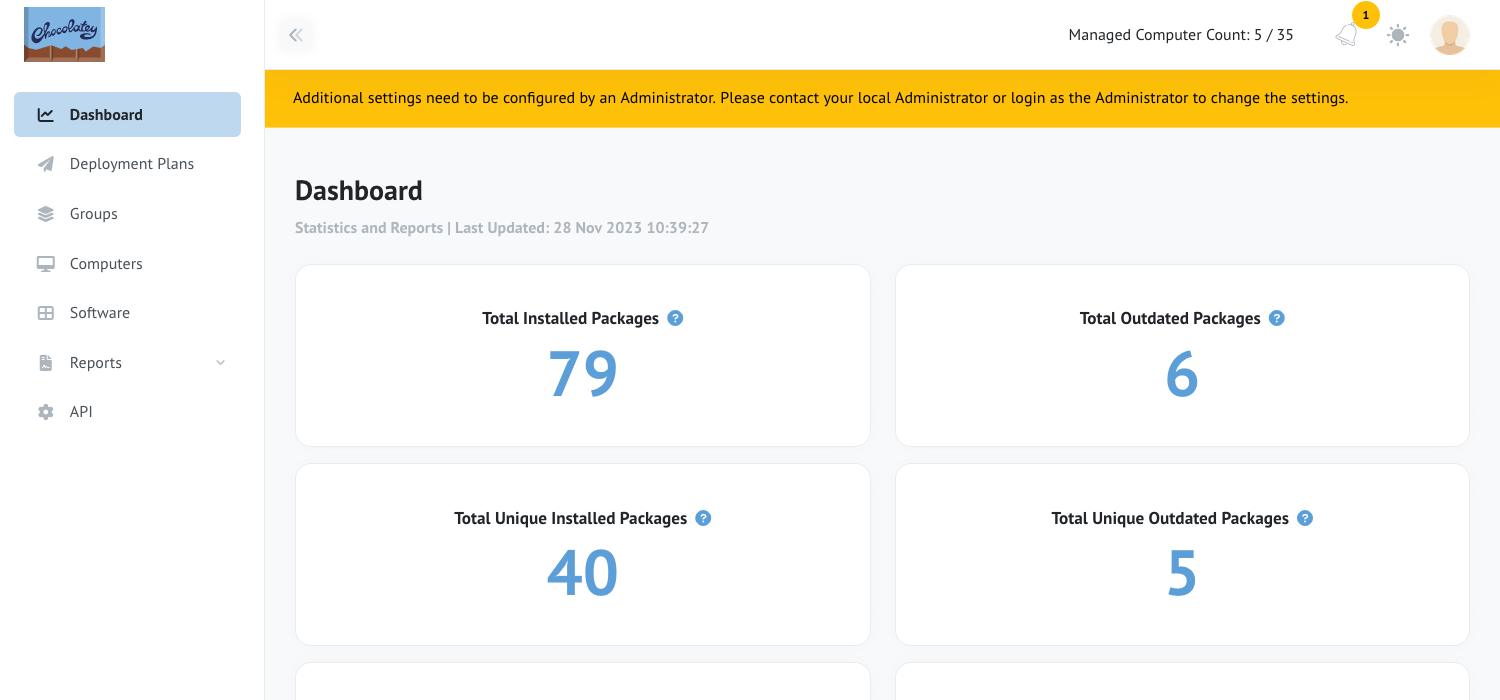 Chocolatey
Managed Computer Count: 5 / 35
1
Additional settings need to be configured by an Administrator. Please contact your local Administrator or login as the Administrator to change the settings.
Dashboard
Deployment Plans
Groups
Computers
Software
Reports
API
Dashboard
Statistics and Reports | Last Updated: 28 Nov 2023 10:39:27
Total Installed Packages ?
79
Total Outdated Packages ?
6
Total Unique Installed Packages ?
40
Total Unique Outdated Packages ?
5